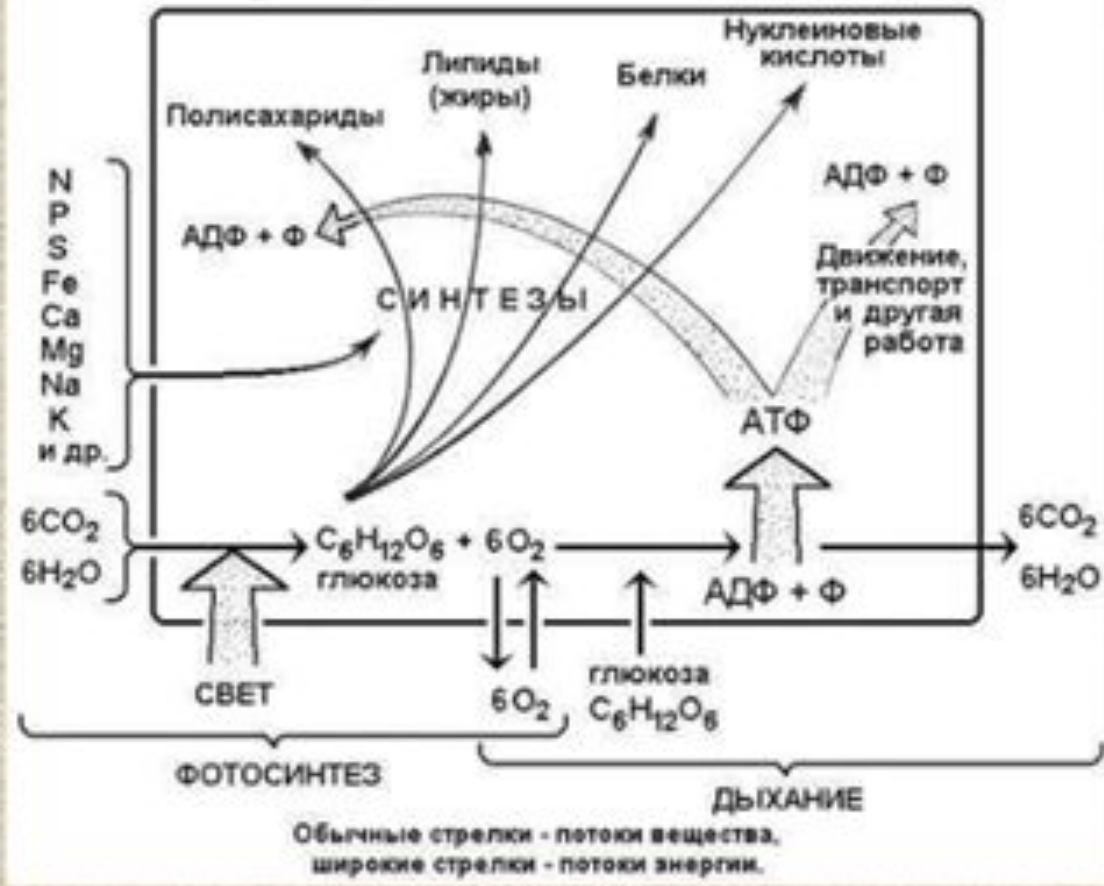 Нуклеиновые
кислоты
Липиды
(жиры)
Белки
Полисахариды
N
P
S
Fe
Ca
Mg
Na
K
и др.
АДФ + Ф
АДФ + Ф
Движение,
транспорт
и другая
работа
СИНТЕЗЫ
АТФ
6CO₂
6H₂O
C₆H₁₂O₆ + 6O₂
глюкоза
АДФ + Ф
6CO₂
6H₂O
СВЕТ
6O₂
глюкоза
C₆H₁₂O₆
ФОТОСИНТЕЗ
ДЫХАНИЕ
Обычные стрелки - потоки вещества,
широкие стрелки - потоки энергии.